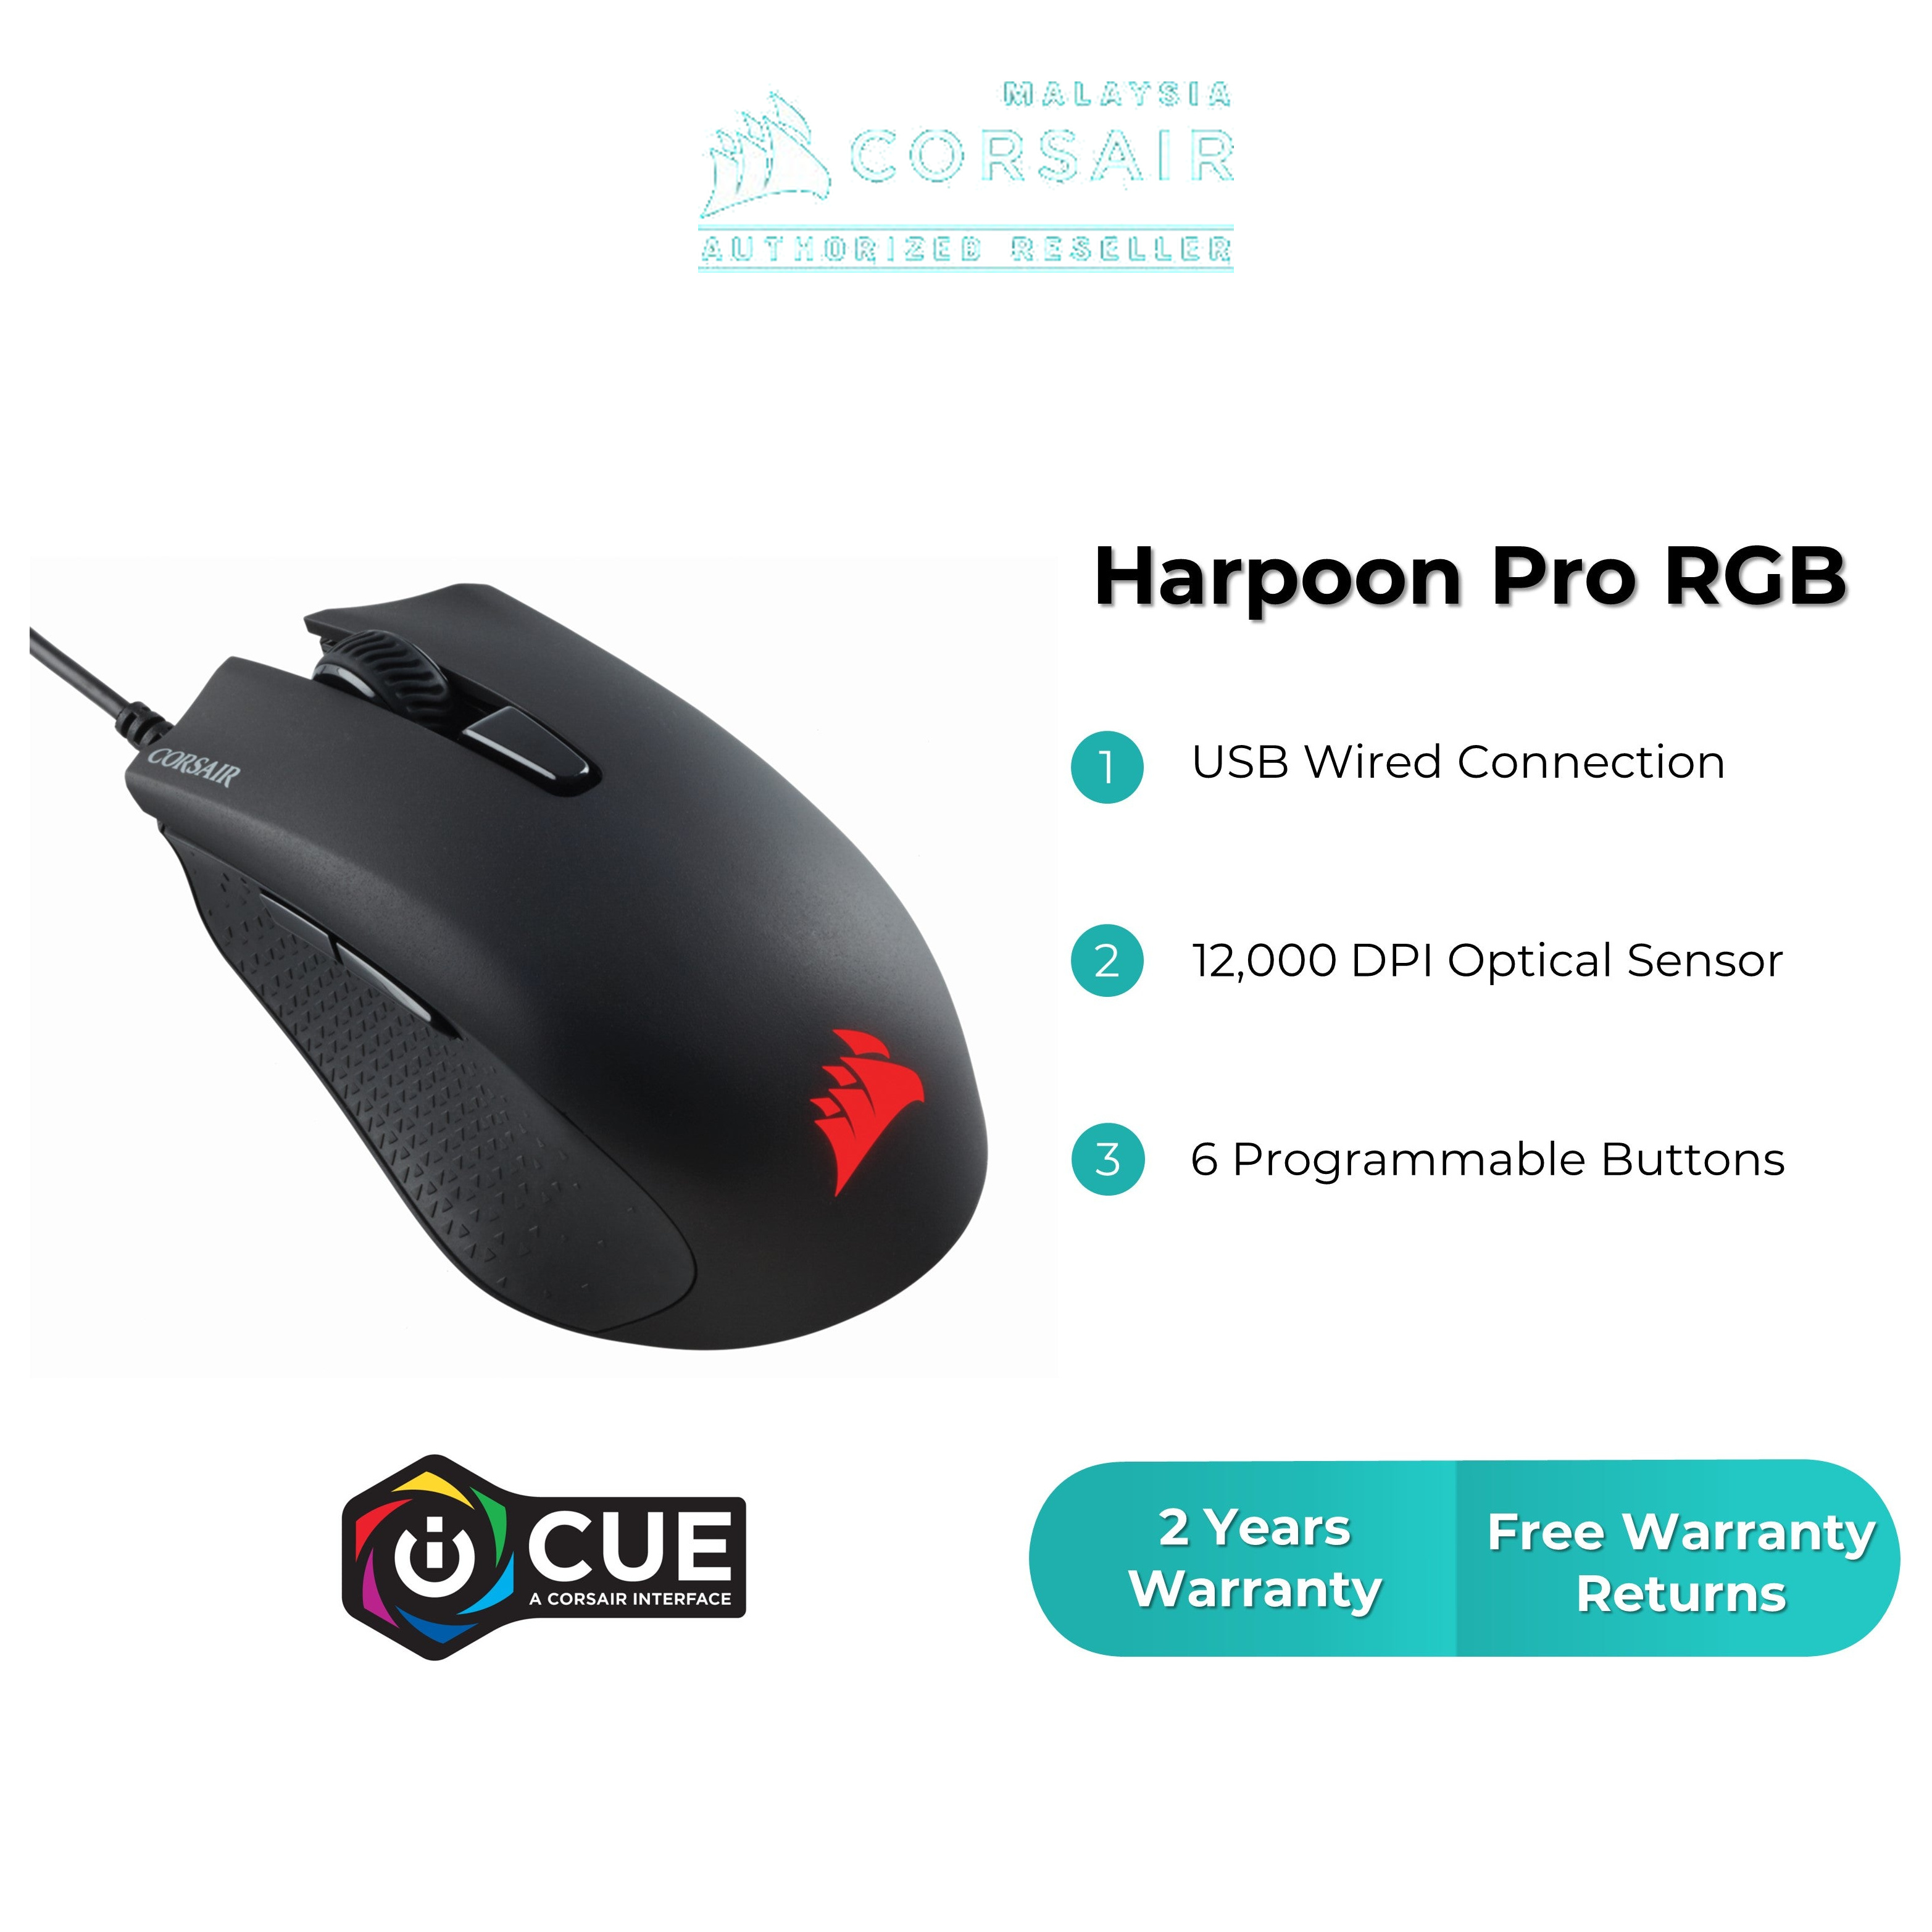 MALAYSIA
CORSAIR
AUTHORIZED RESELLER
Harpoon Pro RGB
CORSAIR
1 USB Wired Connection
2 12,000 DPI Optical Sensor
3 6 Programmable Buttons
iCUE
A CORSAIR INTERFACE
2 Years
Warranty
Free Warranty
Returns